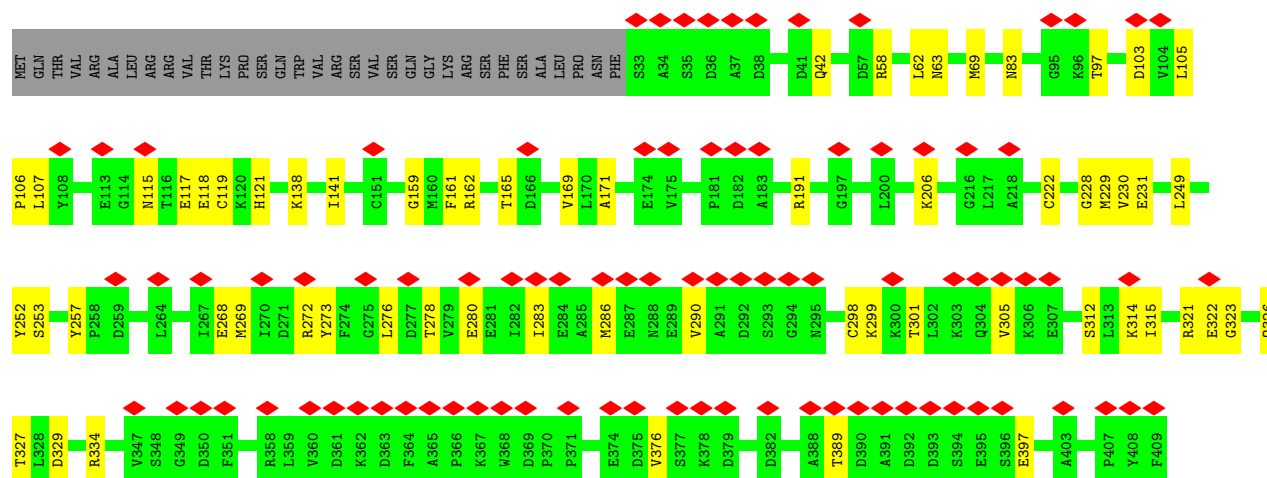 MET GLN THR VAL ARG ALA LEU ARG ARG VAL THR LYS PRO SER GLN TRP VAL ARG SER VAL SER GLN GLY LYS ARG SER PHE SER ALA LEU PRO ASN PHE S33 A34 S35 D36 A37 D38 D41 Q42 D57 R58 L62 N63 M69 N83 G95 K96 T97 D103 V104 L105
P106 L107 Y108 E113 G114 N115 T116 E117 E118 C119 K120 H121 K138 I141 C151 G159 M160 F161 R162 T165 D166 V169 L170 A171 E174 V175 P181 D182 A183 R191 G197 L200 K206 G216 L217 A218 C222 G228 M229 V230 E231 L249
Y252 S253 Y257 P258 D259 L264 I267 E268 M269 I270 D271 R272 Y273 F274 G275 L276 D277 T278 V279 E280 E281 I282 I283 E284 A285 M286 E287 N288 E289 V290 A291 D292 S293 G294 N295 C298 K299 K300 T301 L302 K303 Q304 V305 K306 E307 S312 L313 K314 I315 R321 E322 G323
T327 L328 D329 R334 V347 S348 G349 D350 F351 R358 L359 V360 D361 K362 D363 F364 A365 P366 K367 W368 D369 P370 P371 E374 D375 V376 S377 K378 D379 D382 A388 T389 D390 A391 D392 D393 S394 E395 S396 E397 A403 P407 Y408 F409